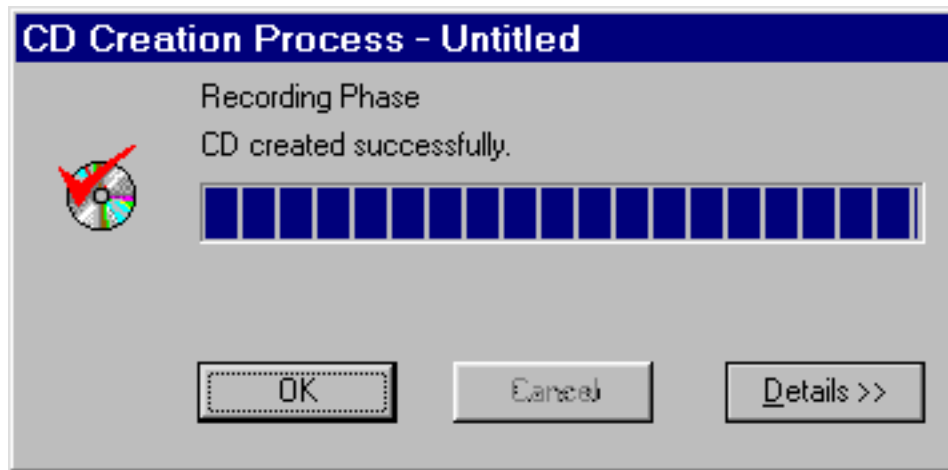 CD Creation Process - Untitled
Recording Phase
CD created successfully.
OK
Cancel
Details >>